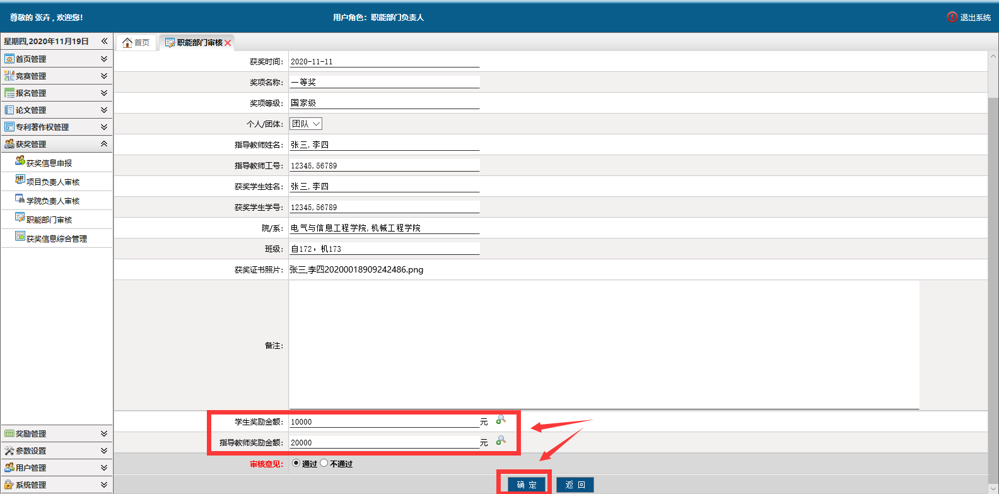 尊敬的 张卉 , 欢迎您!
用户角色：职能部门负责人
退出系统
星期四,2020年11月19日
首页
职能部门审核
首页管理
竞赛管理
报名管理
论文管理
专利著作权管理
获奖管理
获奖信息申报
项目负责人审核
学院负责人审核
职能部门审核
获奖信息综合管理
奖励管理
参数设置
用户管理
系统管理
获奖时间： 2020-11-11
奖项名称： 一等奖
奖项等级： 国家级
个人/团体： 团队
指导教师姓名： 张三,李四
指导教师工号： 12345,56789
获奖学生姓名： 张三,李四
获奖学生学号： 12345,56789
院/系： 电气与信息工程学院,机械工程学院
班级： 自172，机173
获奖证书照片： 张三,李四20200018909242486.png
备注：
学生奖励金额： 10000 元
指导教师奖励金额： 20000 元
审核意见： 通过 不通过
确 定 返 回